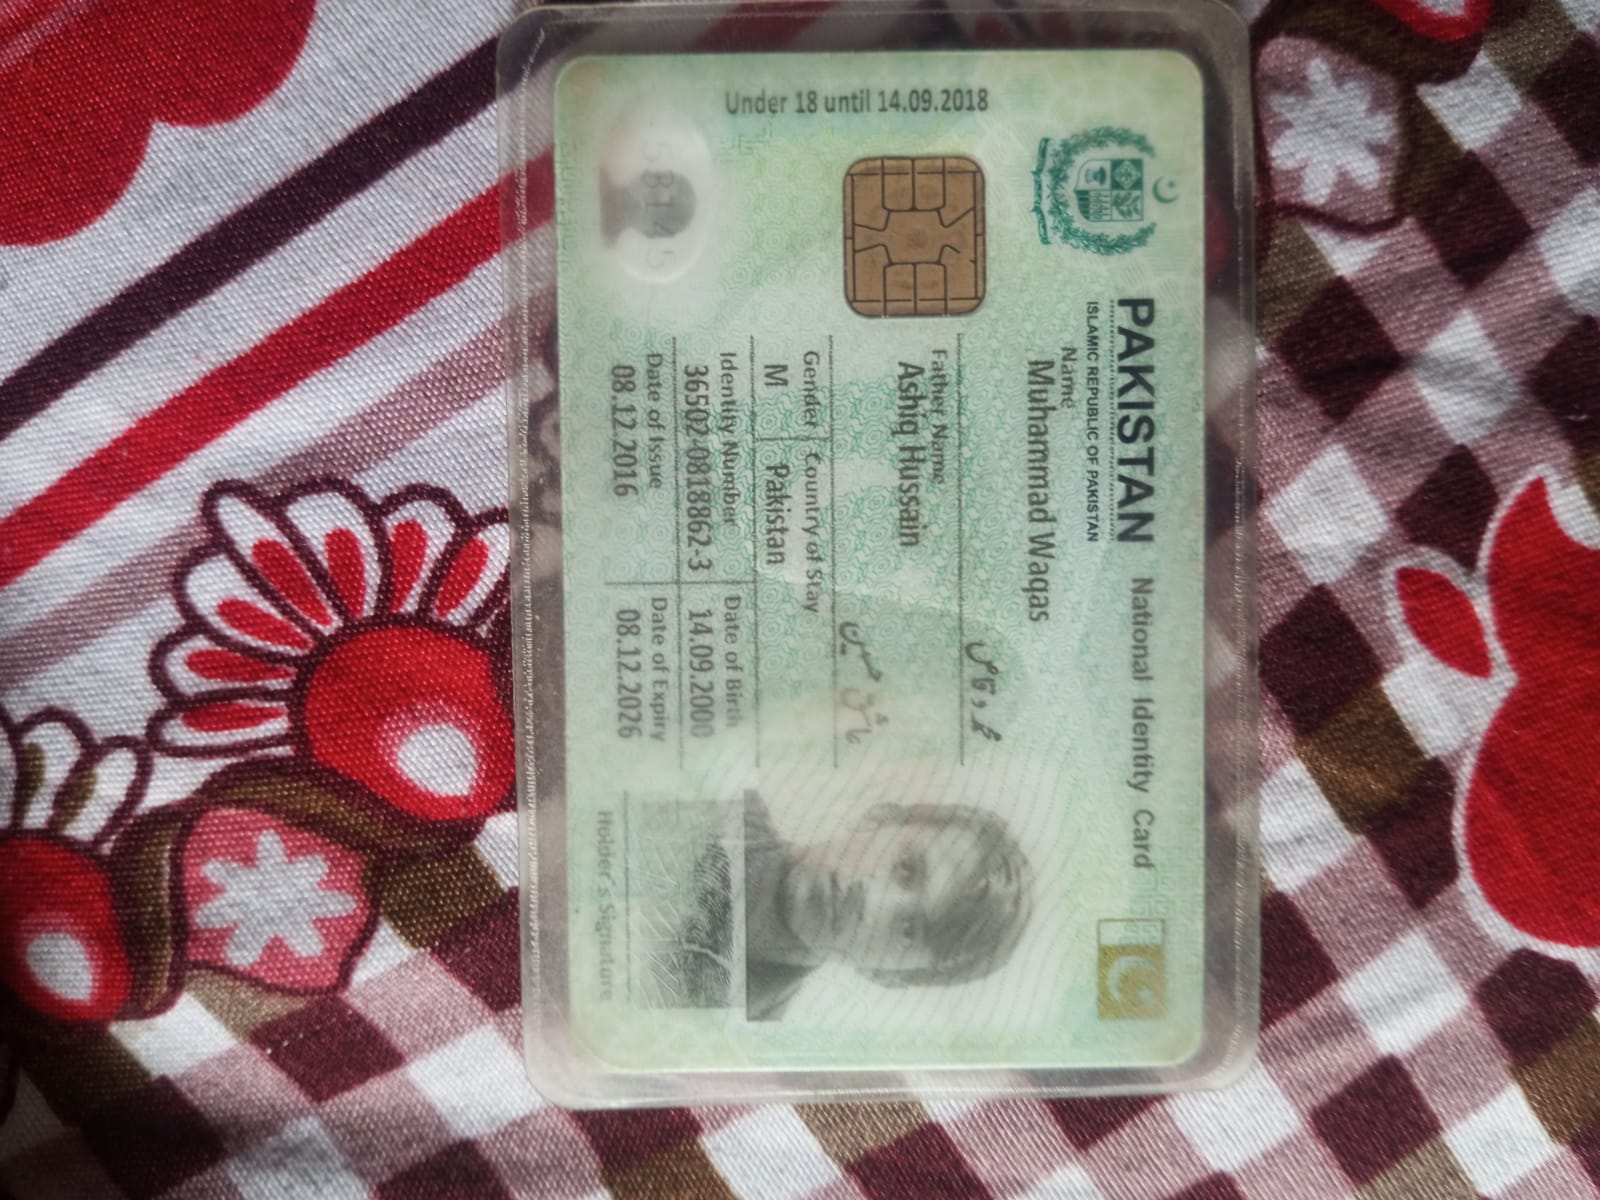 PAKISTAN National Identity Card
ISLAMIC REPUBLIC OF PAKISTAN
Name
Muhammad Waqas
محمد وقاص
Father Name
Ashiq Hussain
عاشق حسین
Gender Country of Stay
M Pakistan
Identity Number Date of Birth
36502-0818862-3 14.09.2000
Date of Issue Date of Expiry
08.12.2016 08.12.2026
Holder's Signature
Under 18 until 14.09.2018